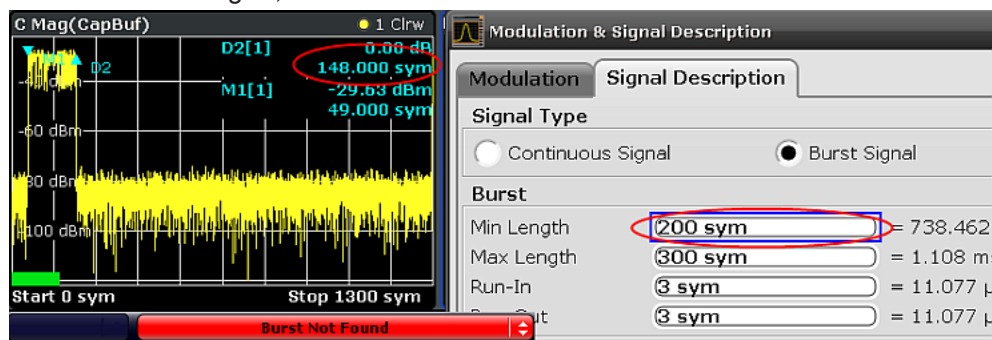 C Mag(CapBuf) 1 Clrw
D2[1] 0.00 dB
148.000 sym
D2
M1[1] -29.63 dBm
49.000 sym
-60 dBm
-100 dBm
Start 0 sym Stop 1300 sym
Burst Not Found
Modulation & Signal Description
Modulation Signal Description
Signal Type
Continuous Signal Burst Signal
Burst
Min Length 200 sym = 738.462
Max Length 300 sym = 1.108 m
Run-In 3 sym = 11.077 µ
3 sym = 11.077 µ